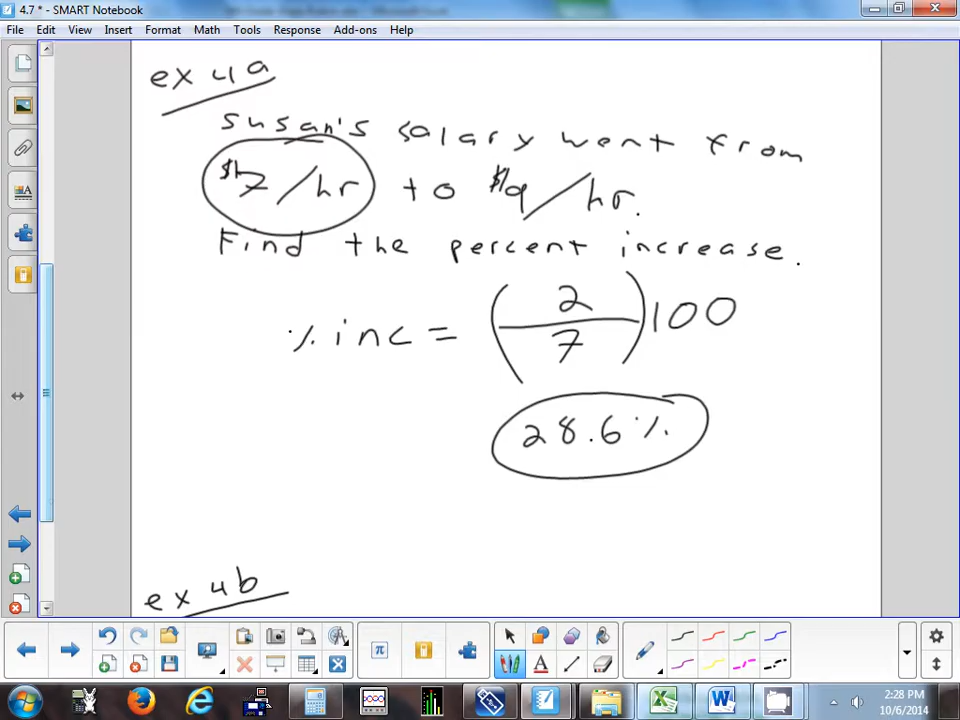 4.7 * - SMART Notebook
File Edit View Insert Format Math Tools Response Add-ons Help
ex 4a
susan's salary went from
$7/hr to $9/hr.
Find the percent increase.
% inc = (2/7)100
28.6%
ex 4b
2:28 PM
10/6/2014